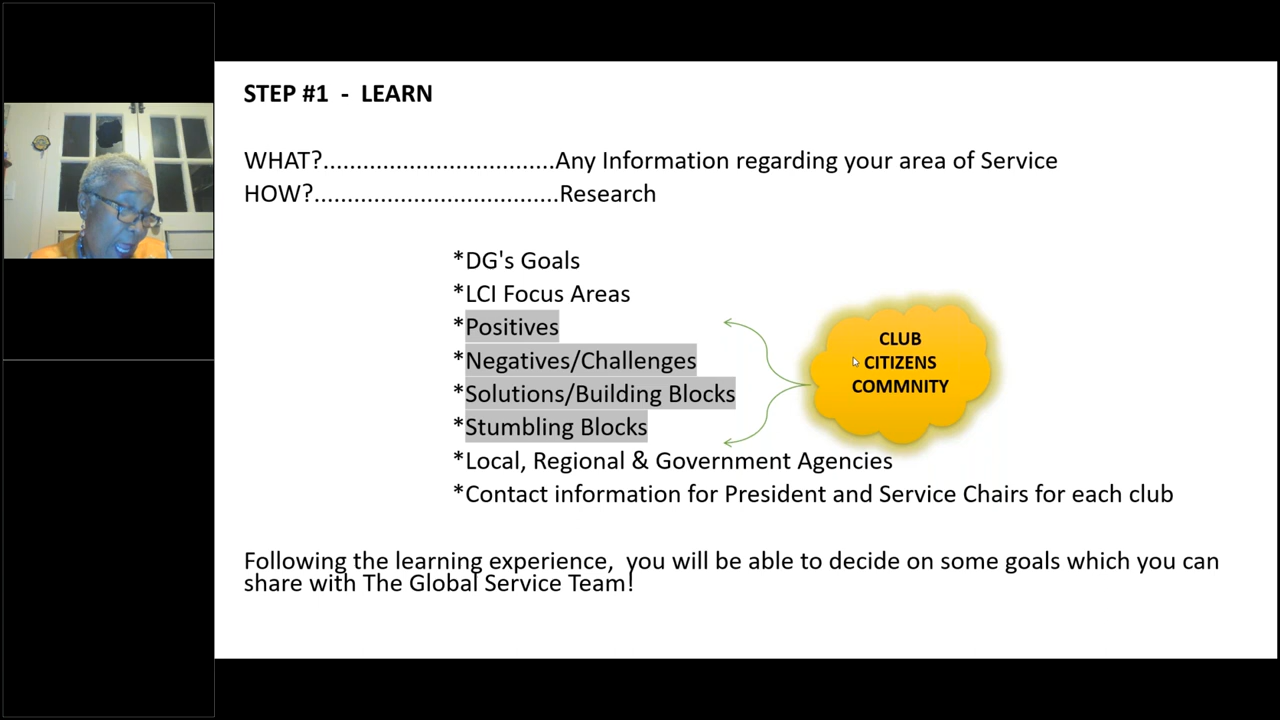 STEP #1 - LEARN
WHAT?...................................Any Information regarding your area of Service
HOW?.....................................Research
*DG's Goals
*LCI Focus Areas
*Positives
*Negatives/Challenges
*Solutions/Building Blocks
*Stumbling Blocks
*Local, Regional & Government Agencies
*Contact information for President and Service Chairs for each club
CLUB
CITIZENS
COMMNITY
Following the learning experience, you will be able to decide on some goals which you can
share with The Global Service Team!